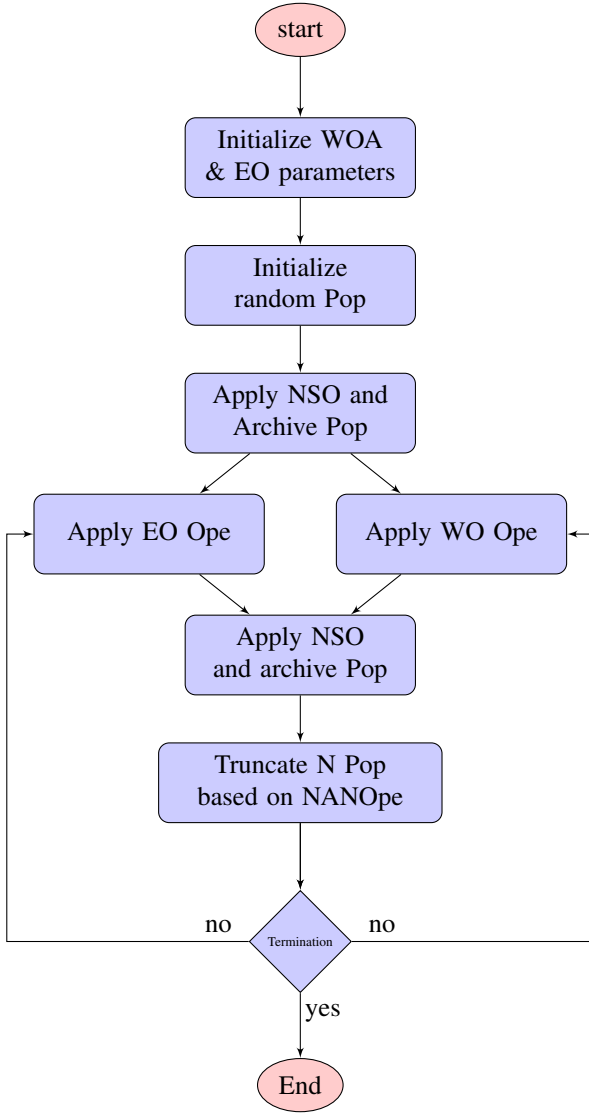 start
Initialize WOA
& EO parameters
Initialize
random Pop
Apply NSO and
Archive Pop
Apply EO Ope
Apply WO Ope
Apply NSO
and archive Pop
Truncate N Pop
based on NANOpe
no
Termination
no
yes
End